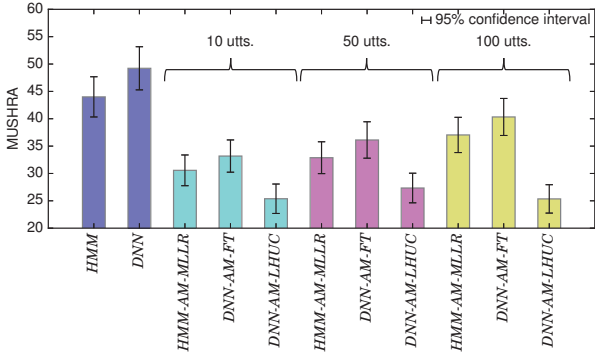 60
55
50
45
40
35
30
25
20
MUSHRA
95% confidence interval
10 utts.
50 utts.
100 utts.
HMM
DNN
HMM-AM-MLLR
DNN-AM-FT
DNN-AM-LHUC
HMM-AM-MLLR
DNN-AM-FT
DNN-AM-LHUC
HMM-AM-MLLR
DNN-AM-FT
DNN-AM-LHUC